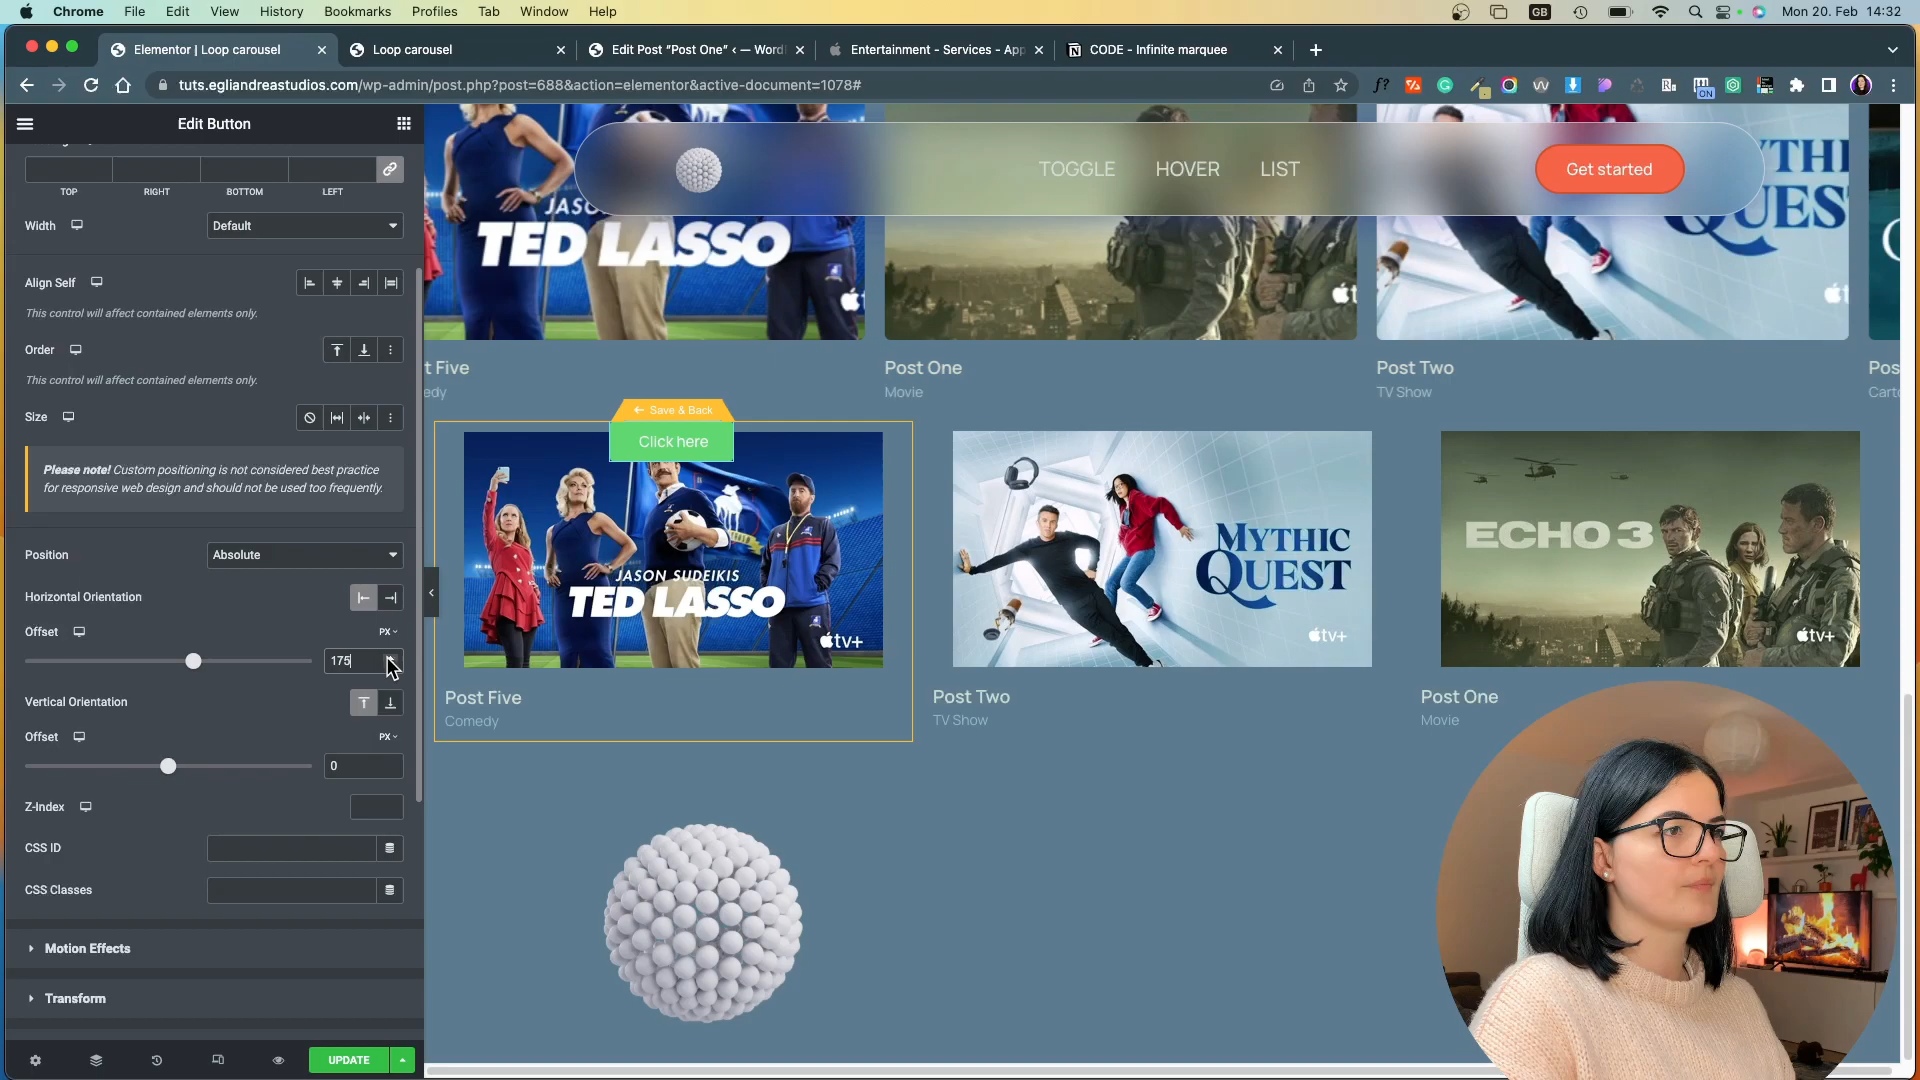 Chrome File Edit View History Bookmarks Profiles Tab Window Help GB Mon 20. Feb 14:32
Elementor | Loop carousel Loop carousel Edit Post "Post One" ‹ — Word Entertainment - Services - App CODE - Infinite marquee
tuts.egliandreastudios.com/wp-admin/post.php?post=688&action=elementor&active-document=1078#
ON
Edit Button
TOP RIGHT BOTTOM LEFT
Width Default
Align Self
This control will affect contained elements only.
Order
This control will affect contained elements only.
Size
Please note! Custom positioning is not considered best practice
for responsive web design and should not be used too frequently.
Position Absolute
Horizontal Orientation
Offset PX
175
Vertical Orientation
Offset PX
0
Z-Index
CSS ID
CSS Classes
Motion Effects
Transform
UPDATE
TOGGLE HOVER LIST Get started
JASO
TED LASSO
MYTHI
QUEST
t Five
edy
Post One
Movie
Post Two
TV Show
Pos
Carto
Save & Back
Click here
JASON SUDEIKIS
TED LASSO
tv+
MYTHIC
QUEST
tv+
ECHO 3
tv+
Post Five
Comedy
Post Two
TV Show
Post One
Movie